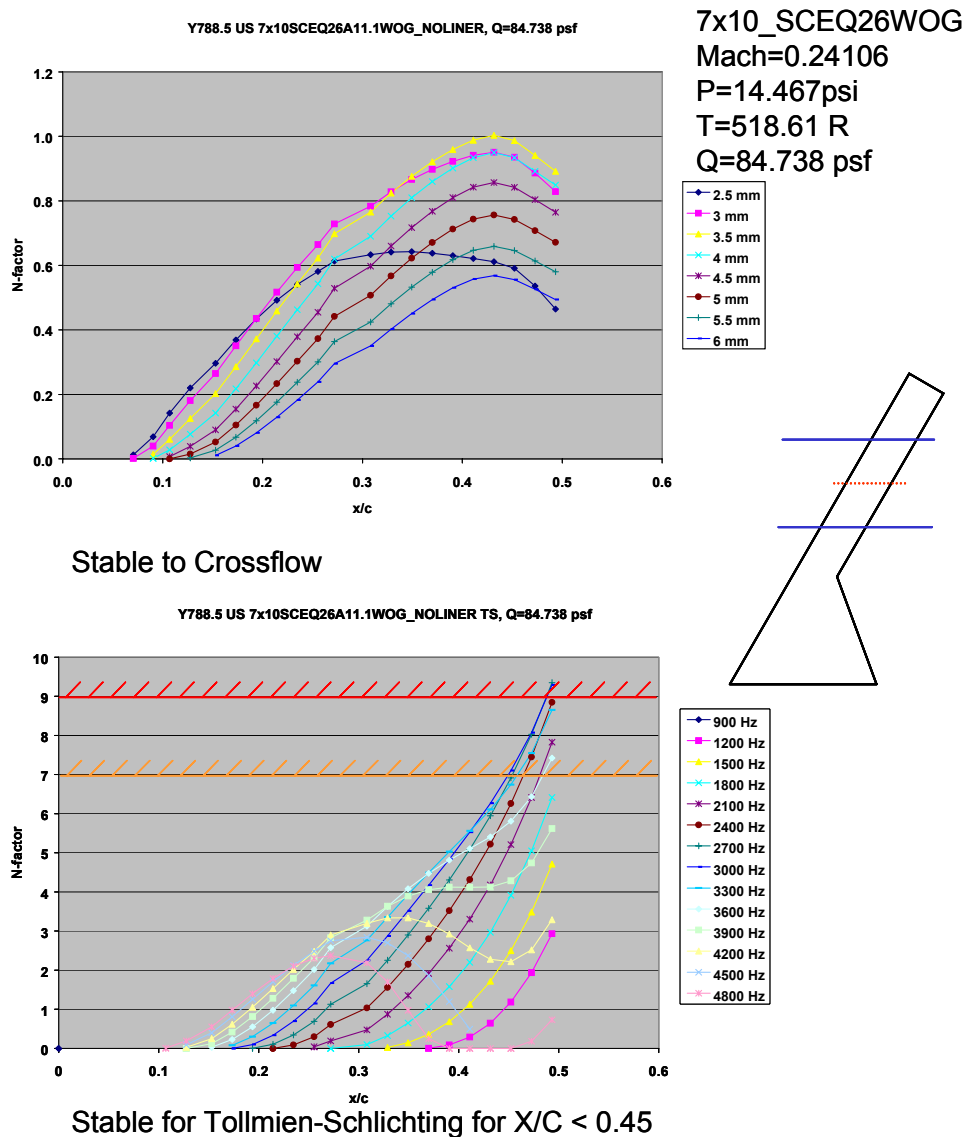 Y788.5 US 7x10SCEQ26A11.1WOG_NOLINER, Q=84.738 psf
7x10_SCEQ26WOG
Mach=0.24106
P=14.467psi
T=518.61 R
Q=84.738 psf
N-factor
1.2
1.0
0.8
0.6
0.4
0.2
0.0
0.0 0.1 0.2 0.3 0.4 0.5 0.6
x/c
2.5 mm
3 mm
3.5 mm
4 mm
4.5 mm
5 mm
5.5 mm
6 mm
Stable to Crossflow
Y788.5 US 7x10SCEQ26A11.1WOG_NOLINER TS, Q=84.738 psf
N-factor
10
9
8
7
6
5
4
3
2
1
0
0 0.1 0.2 0.3 0.4 0.5 0.6
x/c
900 Hz
1200 Hz
1500 Hz
1800 Hz
2100 Hz
2400 Hz
2700 Hz
3000 Hz
3300 Hz
3600 Hz
3900 Hz
4200 Hz
4500 Hz
4800 Hz
Stable for Tollmien-Schlichting for X/C < 0.45